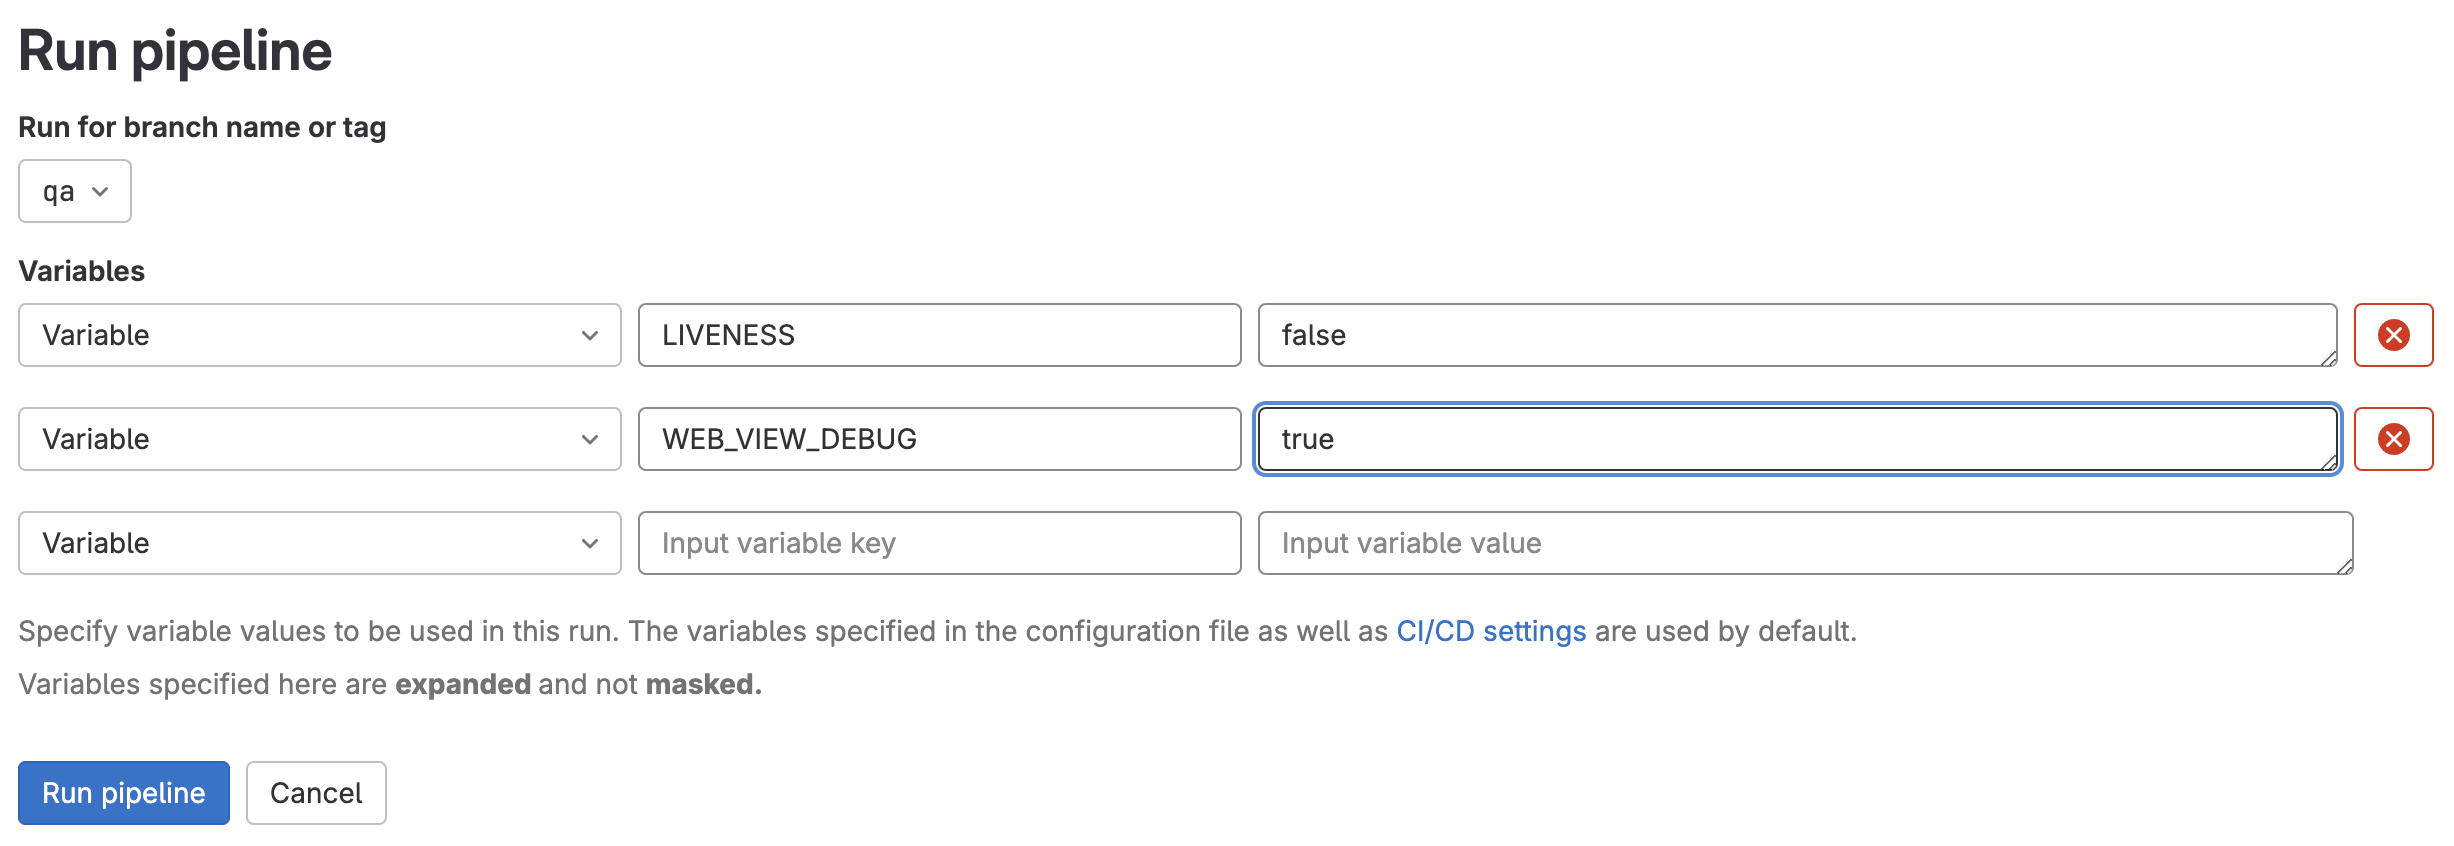 Run pipeline
Run for branch name or tag
qa
Variables
Variable LIVENESS false
Variable WEB_VIEW_DEBUG true
Variable Input variable key Input variable value
Specify variable values to be used in this run. The variables specified in the configuration file as well as CI/CD settings are used by default.
Variables specified here are expanded and not masked.
Run pipeline Cancel